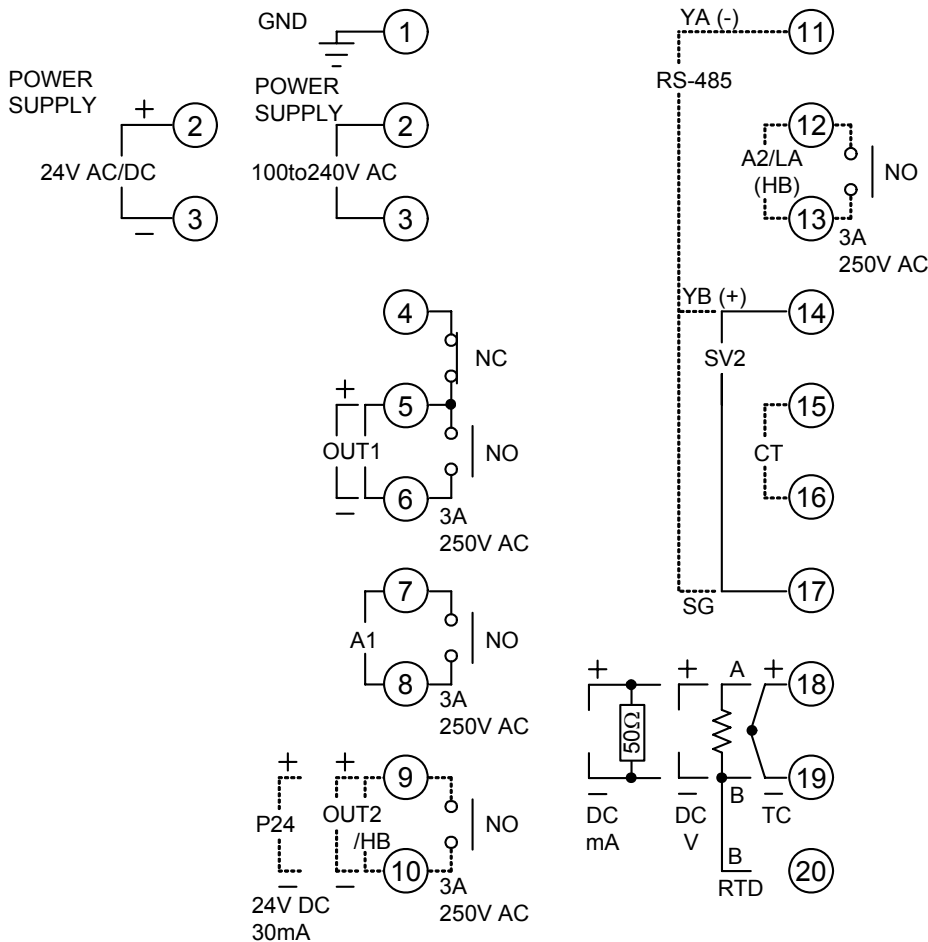 GND
1
POWER
SUPPLY
+
2
24V AC/DC
3
−
POWER
SUPPLY
2
100to240V AC
3
4
NC
+
5
OUT1
NO
6
−
3A
250V AC
7
A1
NO
8
3A
250V AC
+
+
9
P24
OUT2
/HB
NO
10
−
−
3A
250V AC
24V DC
30mA
YA (-)
11
RS-485
12
A2/LA
(HB)
NO
13
3A
250V AC
YB (+)
14
SV2
15
CT
16
17
SG
+
+
A
+
18
50Ω
−
−
B
−
19
DC
mA
DC
V
TC
B
20
RTD